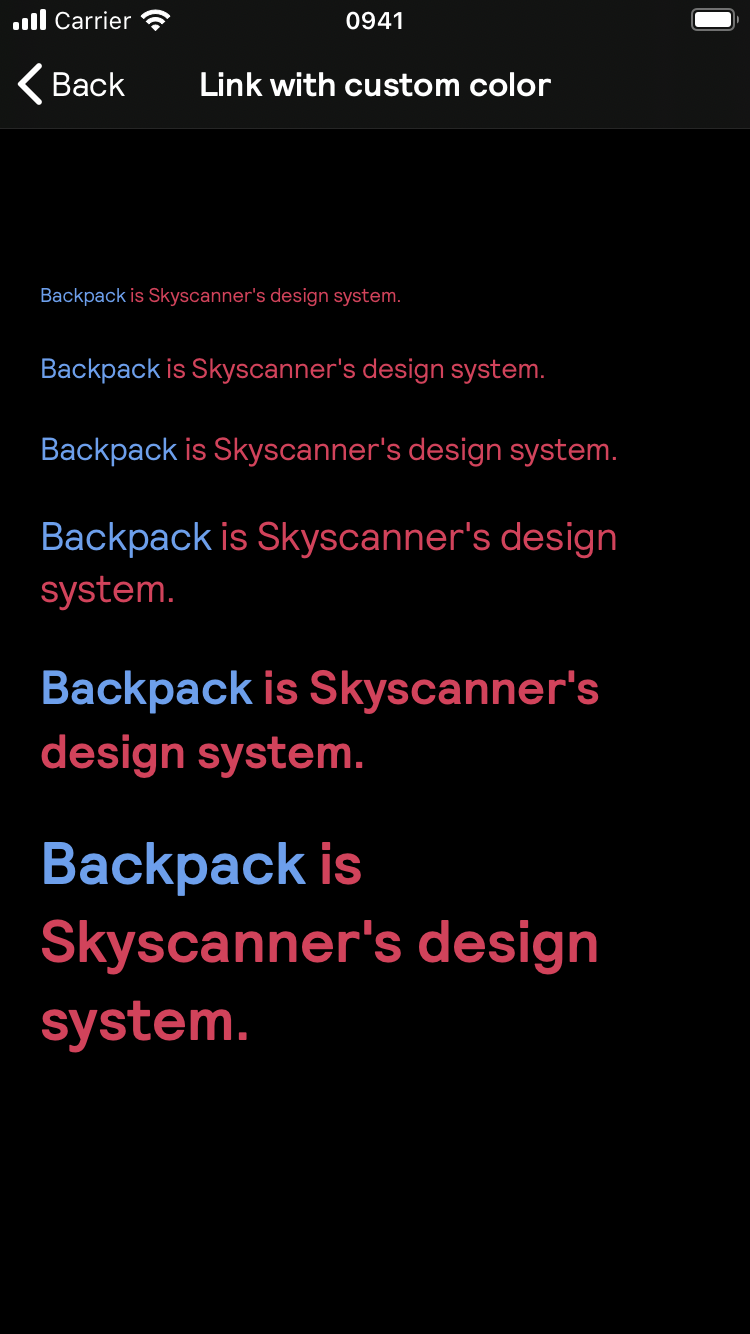 Carrier 0941
Back Link with custom color
Backpack is Skyscanner's design system.
Backpack is Skyscanner's design system.
Backpack is Skyscanner's design system.
Backpack is Skyscanner's design
system.
Backpack is Skyscanner's
design system.
Backpack is
Skyscanner's design
system.